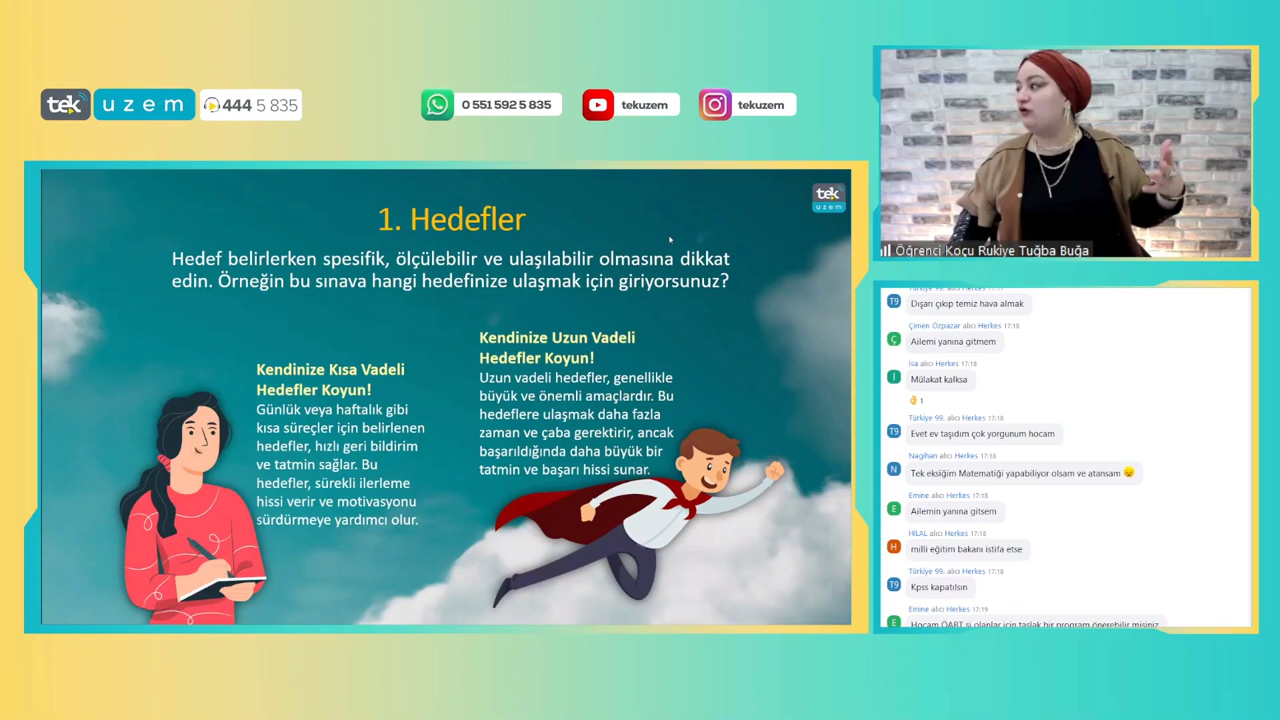 tek uzem 444 5 835
0 551 592 5 835
tekuzem
tekuzem
tek
uzem
1. Hedefler
Hedef belirlerken spesifik, ölçülebilir ve ulaşılabilir olmasına dikkat
edin. Örneğin bu sınava hangi hedefinize ulaşmak için giriyorsunuz?
Kendinize Kısa Vadeli
Hedefler Koyun!
Günlük veya haftalık gibi
kısa süreçler için belirlenen
hedefler, hızlı geri bildirim
ve tatmin sağlar. Bu
hedefler, sürekli ilerleme
hissi verir ve motivasyonu
sürdürmeye yardımcı olur.
Kendinize Uzun Vadeli
Hedefler Koyun!
Uzun vadeli hedefler, genellikle
büyük ve önemli amaçlardır. Bu
hedeflere ulaşmak daha fazla
zaman ve çaba gerektirir, ancak
başarıldığında daha büyük bir
tatmin ve başarı hissi sunar.
Öğrenci Koçu Rukiye Tuğba Buğa
T9
Dışarı çıkıp temiz hava almak
Çimen Özpazar alıcı Herkes 17:18
Ç
Ailemi yanına gitmem
İsa alıcı Herkes 17:18
İ
Mülakat kalksa
1
Türkiye 99. alıcı Herkes 17:18
T9
Evet ev taşıdım çok yorgunum hocam
Nagihan alıcı Herkes 17:18
N
Tek eksiğim Matematiği yapabiliyor olsam ve atansam
Emine alıcı Herkes 17:18
E
Ailemin yanına gitsem
HİLAL alıcı Herkes 17:18
H
milli eğitim bakanı istifa etse
Türkiye 99. alıcı Herkes 17:18
T9
Kpss kapatılsın
Emine alıcı Herkes 17:19
E
Hocam ÖABT si olanlar için taslak bir program önerebilir misiniz